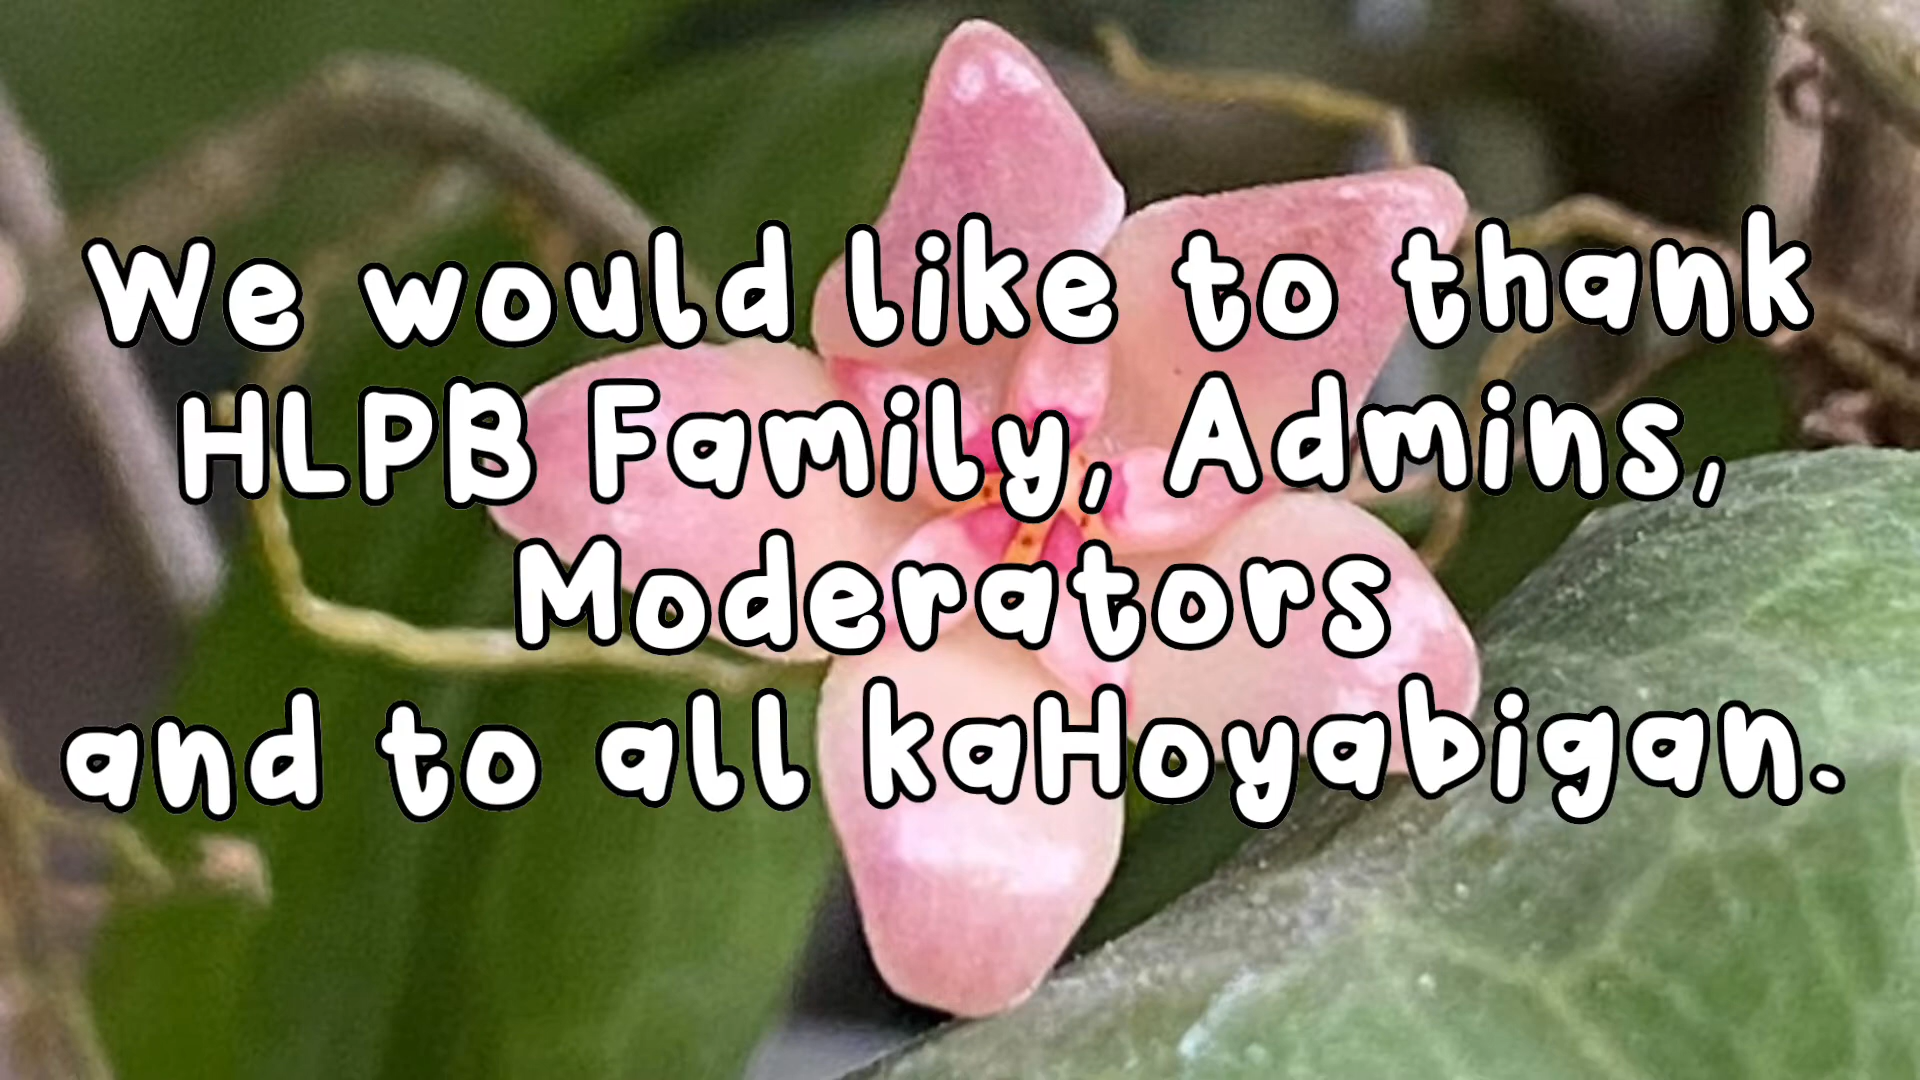 We would like to thank
HLPB Family, Admins,
Moderators
and to all kaHoyabigan.